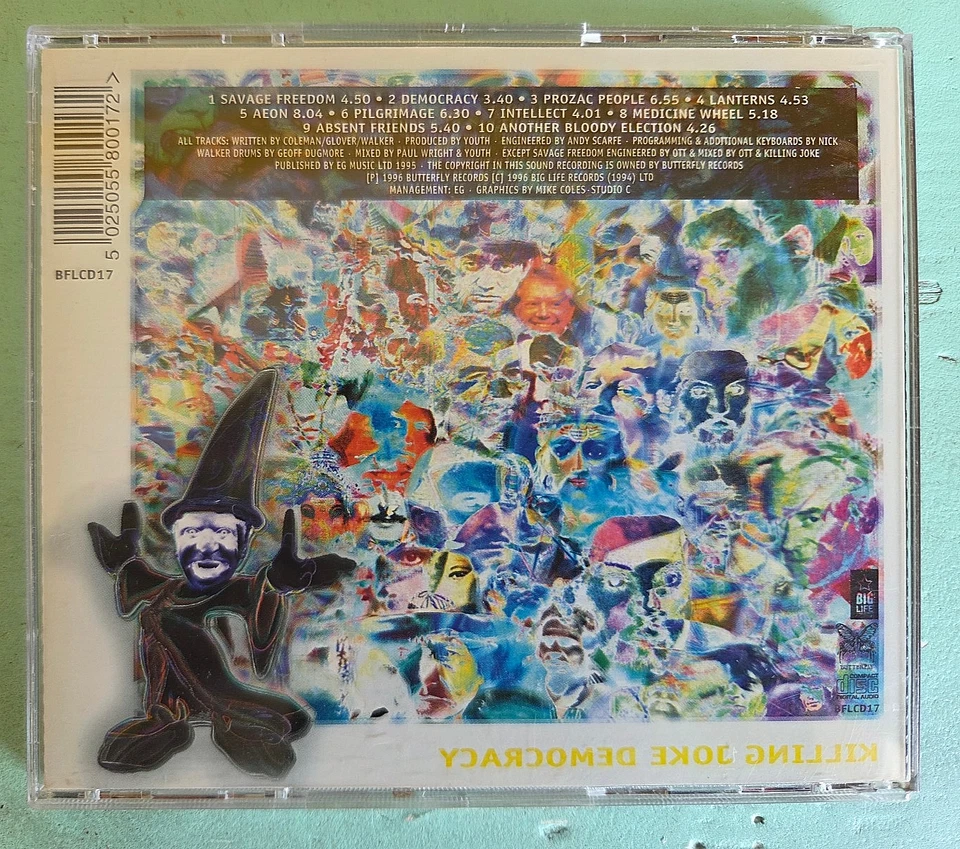 1 SAVAGE FREEDOM 4.50 • 2 DEMOCRACY 3.40 • 3 PROZAC PEOPLE 6.55 • 4 LANTERNS 4.53
5 AEON 8.04 • 6 PILGRIMAGE 6.30 • 7 INTELLECT 4.01 • 8 MEDICINE WHEEL 5.18
9 ABSENT FRIENDS 5.40 • 10 ANOTHER BLOODY ELECTION 4.26
ALL TRACKS: WRITTEN BY COLEMAN/GLOVER/WALKER · PRODUCED BY YOUTH · ENGINEERED BY ANDY SCARFE · PROGRAMMING & ADDITIONAL KEYBOARDS BY NICK
WALKER DRUMS BY GEOFF DUGMORE · MIXED BY PAUL WRIGHT & YOUTH · EXCEPT SAVAGE FREEDOM ENGINEERED BY OTT & MIXED BY OTT & KILLING JOKE
PUBLISHED BY EG MUSIC LTD 1995 · THE COPYRIGHT IN THIS SOUND RECORDING IS OWNED BY BUTTERFLY RECORDS
[P] 1996 BUTTERFLY RECORDS [C] 1996 BIG LIFE RECORDS (1994) LTD
MANAGEMENT: EG · GRAPHICS BY MIKE COLES·STUDIO C
5 025055 800172 >
BFLCD17
BIG
LIFE
BUTTERFLY
COMPACT
disc
DIGITAL AUDIO
BFLCD17
KILLING JOKE DEMOCRACY